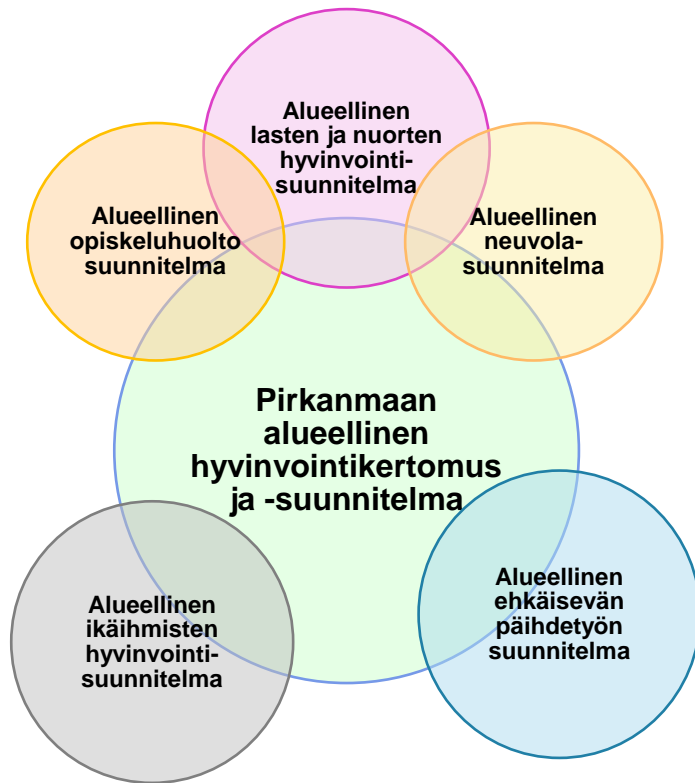 Alueellinen
lasten ja nuorten
hyvinvointi-
suunnitelma
Alueellinen
opiskeluhuolto
suunnitelma
Alueellinen
neuvola-
suunnitelma
Pirkanmaan
alueellinen
hyvinvointikertomus
ja -suunnitelma
Alueellinen
ikäihmisten
hyvinvointi-
suunnitelma
Alueellinen
ehkäisevän
päihdetyön
suunnitelma